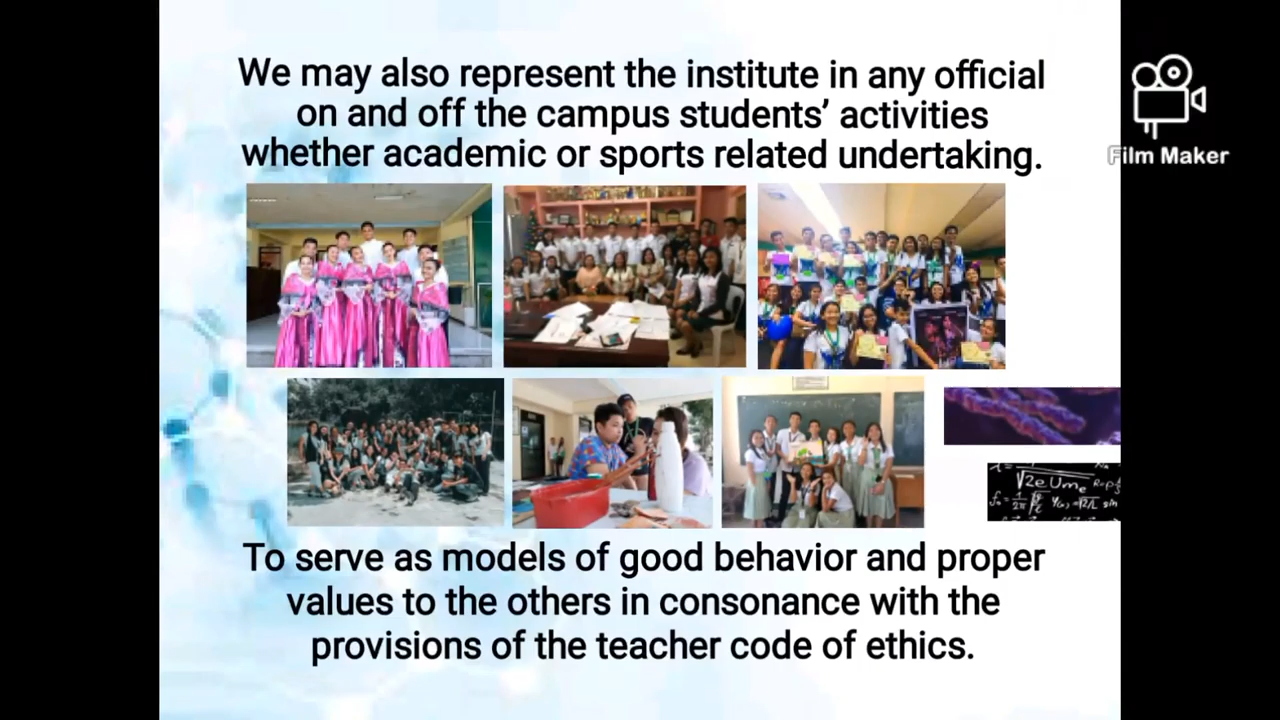 We may also represent the institute in any official
on and off the campus students’ activities
whether academic or sports related undertaking.
Film Maker
√2e Ume
To serve as models of good behavior and proper
values to the others in consonance with the
provisions of the teacher code of ethics.